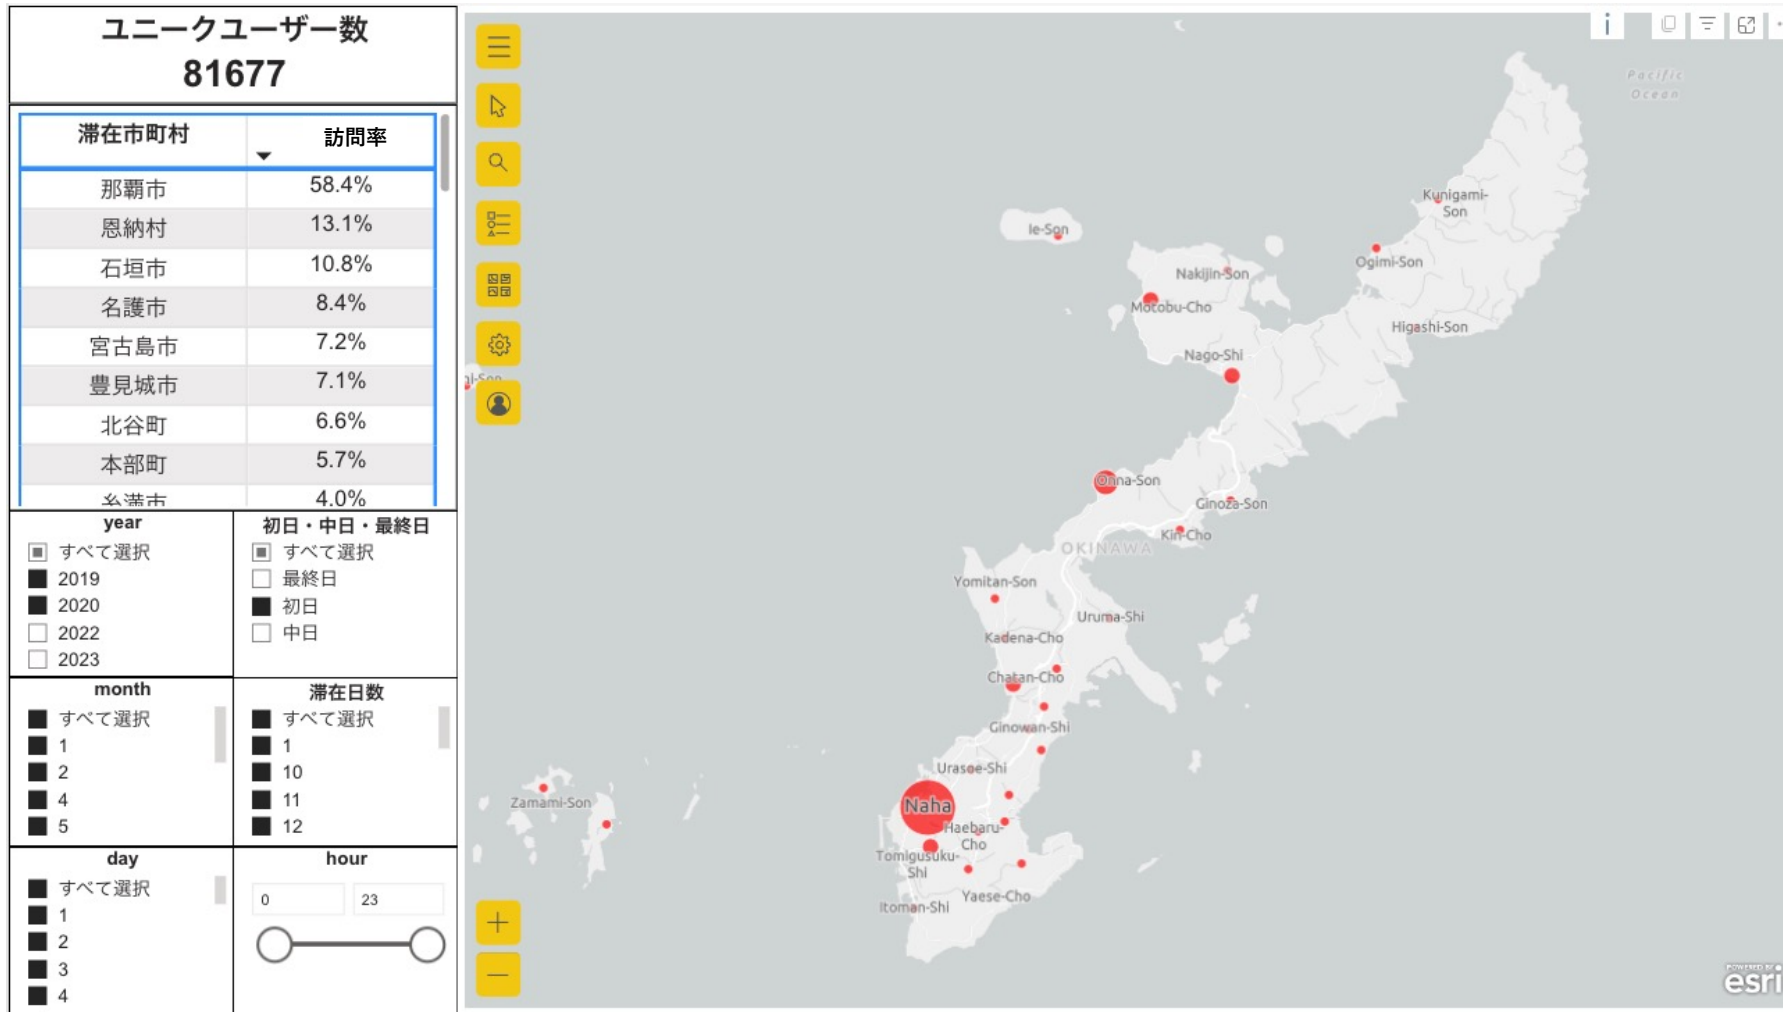 ユニークユーザー数
81677
滞在市町村 訪問率
那覇市 58.4%
恩納村 13.1%
石垣市 10.8%
名護市 8.4%
宮古島市 7.2%
豊見城市 7.1%
北谷町 6.6%
本部町 5.7%
糸満市 4.0%
year
すべて選択
2019
2020
2022
2023
初日・中日・最終日
すべて選択
最終日
初日
中日
month
すべて選択
1
2
4
5
滞在日数
すべて選択
1
10
11
12
day
すべて選択
1
2
3
4
hour
0 23
Pacific
Ocean
Kunigami-
Son
Ie-Son
Ogimi-Son
Nakijin-Son
Motobu-Cho
Higashi-Son
Nago-Shi
Onna-Son
Ginoza-Son
Kin-Cho
OKINAWA
Yomitan-Son
Uruma-Shi
Kadena-Cho
Chatan-Cho
Ginowan-Shi
Urasoe-Shi
Zamami-Son
Naha
Haebaru-
Cho
Tomigusuku-
Shi
Yaese-Cho
Itoman-Shi
POWERED BY
esri